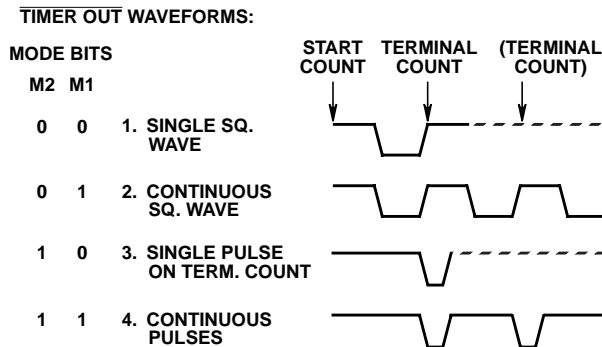 TIMER OUT WAVEFORMS:
MODE BITS
M2 M1
START COUNT
TERMINAL COUNT
(TERMINAL COUNT)
0 0 1. SINGLE SQ.
WAVE
0 1 2. CONTINUOUS
SQ. WAVE
1 0 3. SINGLE PULSE
ON TERM. COUNT
1 1 4. CONTINUOUS
PULSES